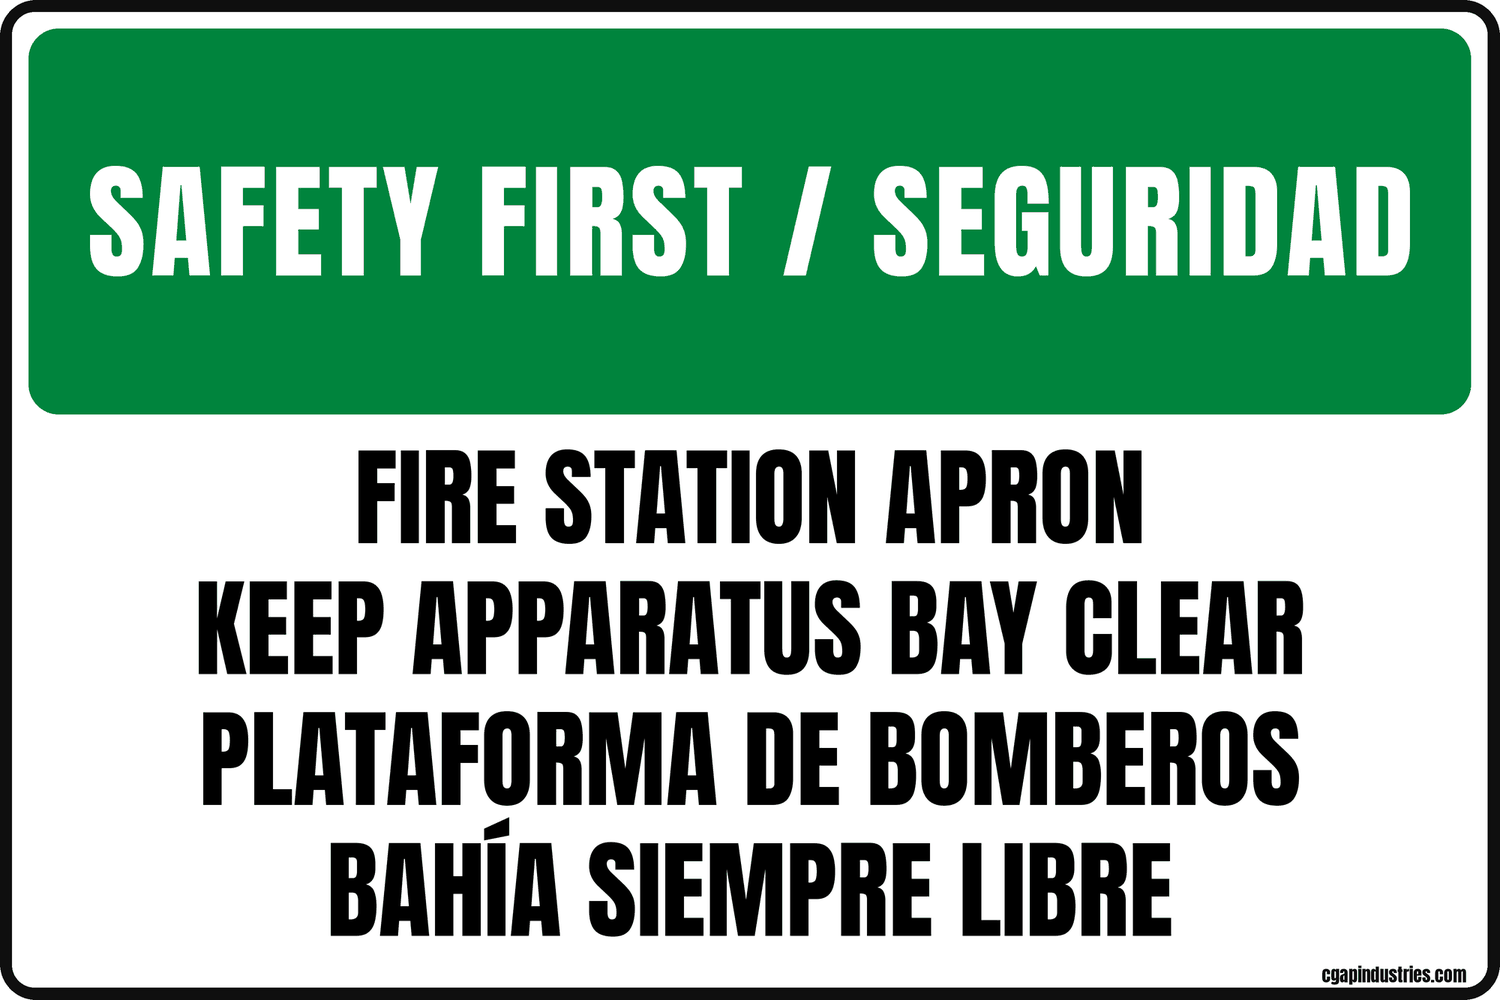 SAFETY FIRST / SEGURIDAD
FIRE STATION APRON
KEEP APPARATUS BAY CLEAR
PLATAFORMA DE BOMBEROS
BAHÍA SIEMPRE LIBRE
cgapindustries.com